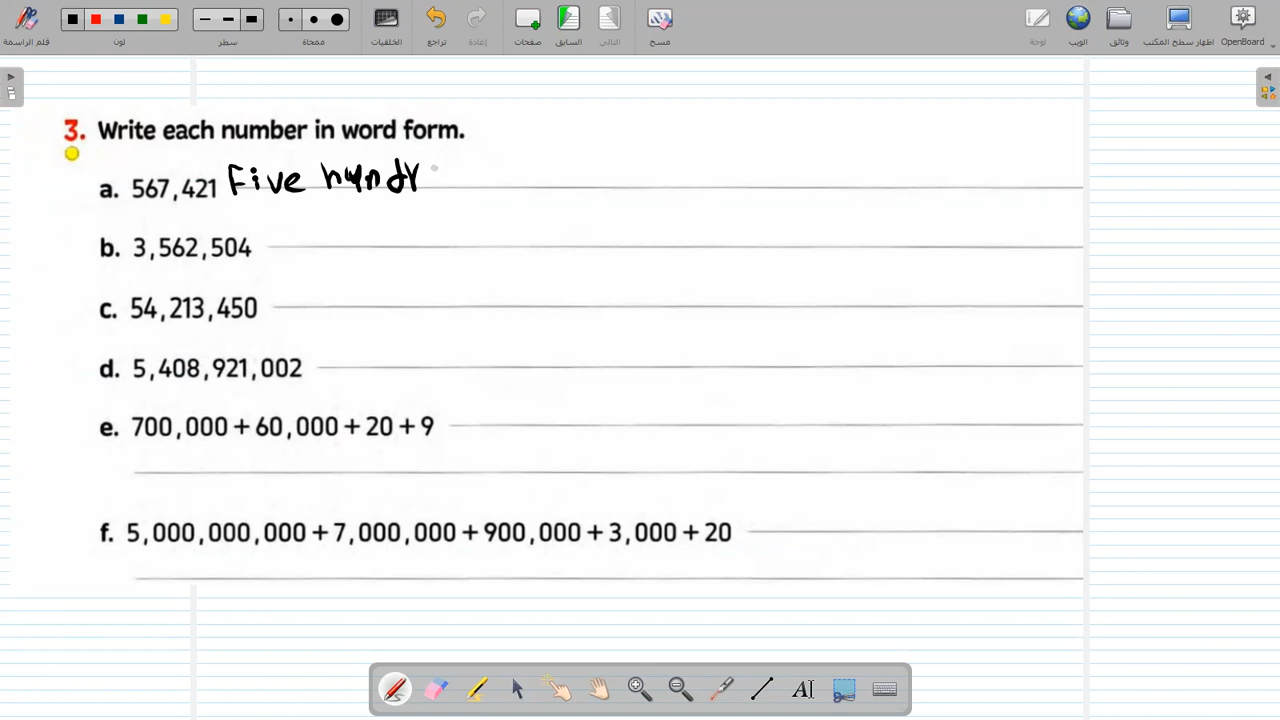 قلم الراسمة
لون
سطر
ممحاة
الخلفيات
تراجع
إعادة
صفحات
السابق
التالي
مسح
لوحة
الويب
وثائق
اظهار سطح المكتب
OpenBoard
3. Write each number in word form.
a. 567,421 Five hundr
b. 3,562,504
c. 54,213,450
d. 5,408,921,002
e. 700,000 + 60,000 + 20 + 9
f. 5,000,000,000 + 7,000,000 + 900,000 + 3,000 + 20